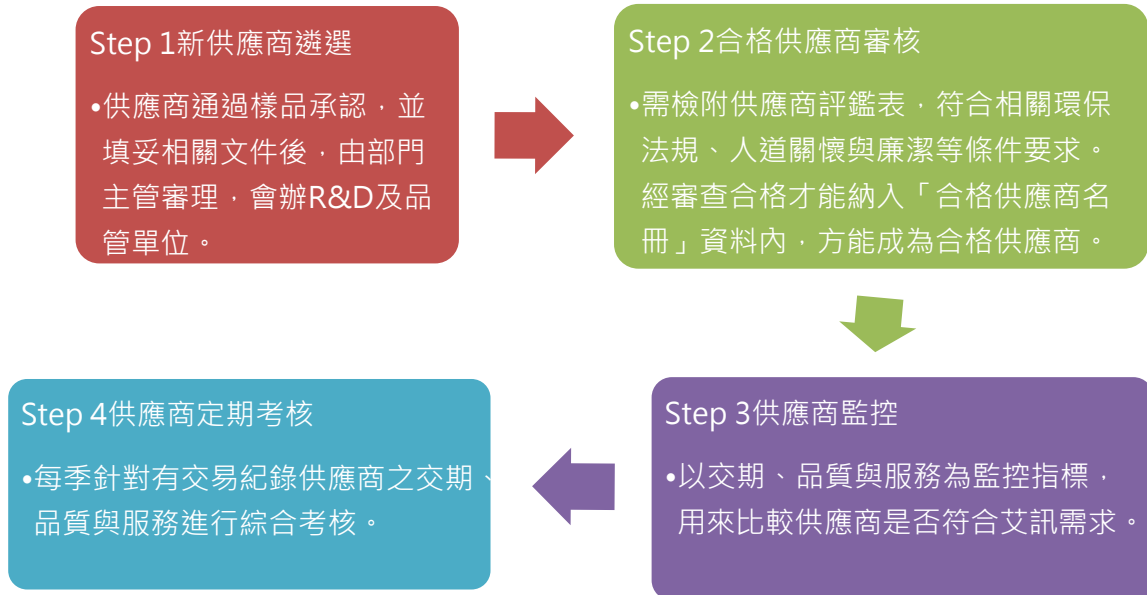 Step 1新供應商遴選
•供應商通過樣品承認，並
填妥相關文件後，由部門
主管審理，會辦R&D及品
管單位。
Step 2合格供應商審核
•需檢附供應商評鑑表，符合相關環保
法規、人道關懷與廉潔等條件要求。
經審查合格才能納入「合格供應商名
冊」資料內，方能成為合格供應商。
Step 3供應商監控
•以交期、品質與服務為監控指標，
用來比較供應商是否符合艾訊需求。
Step 4供應商定期考核
•每季針對有交易紀錄供應商之交期、
品質與服務進行綜合考核。